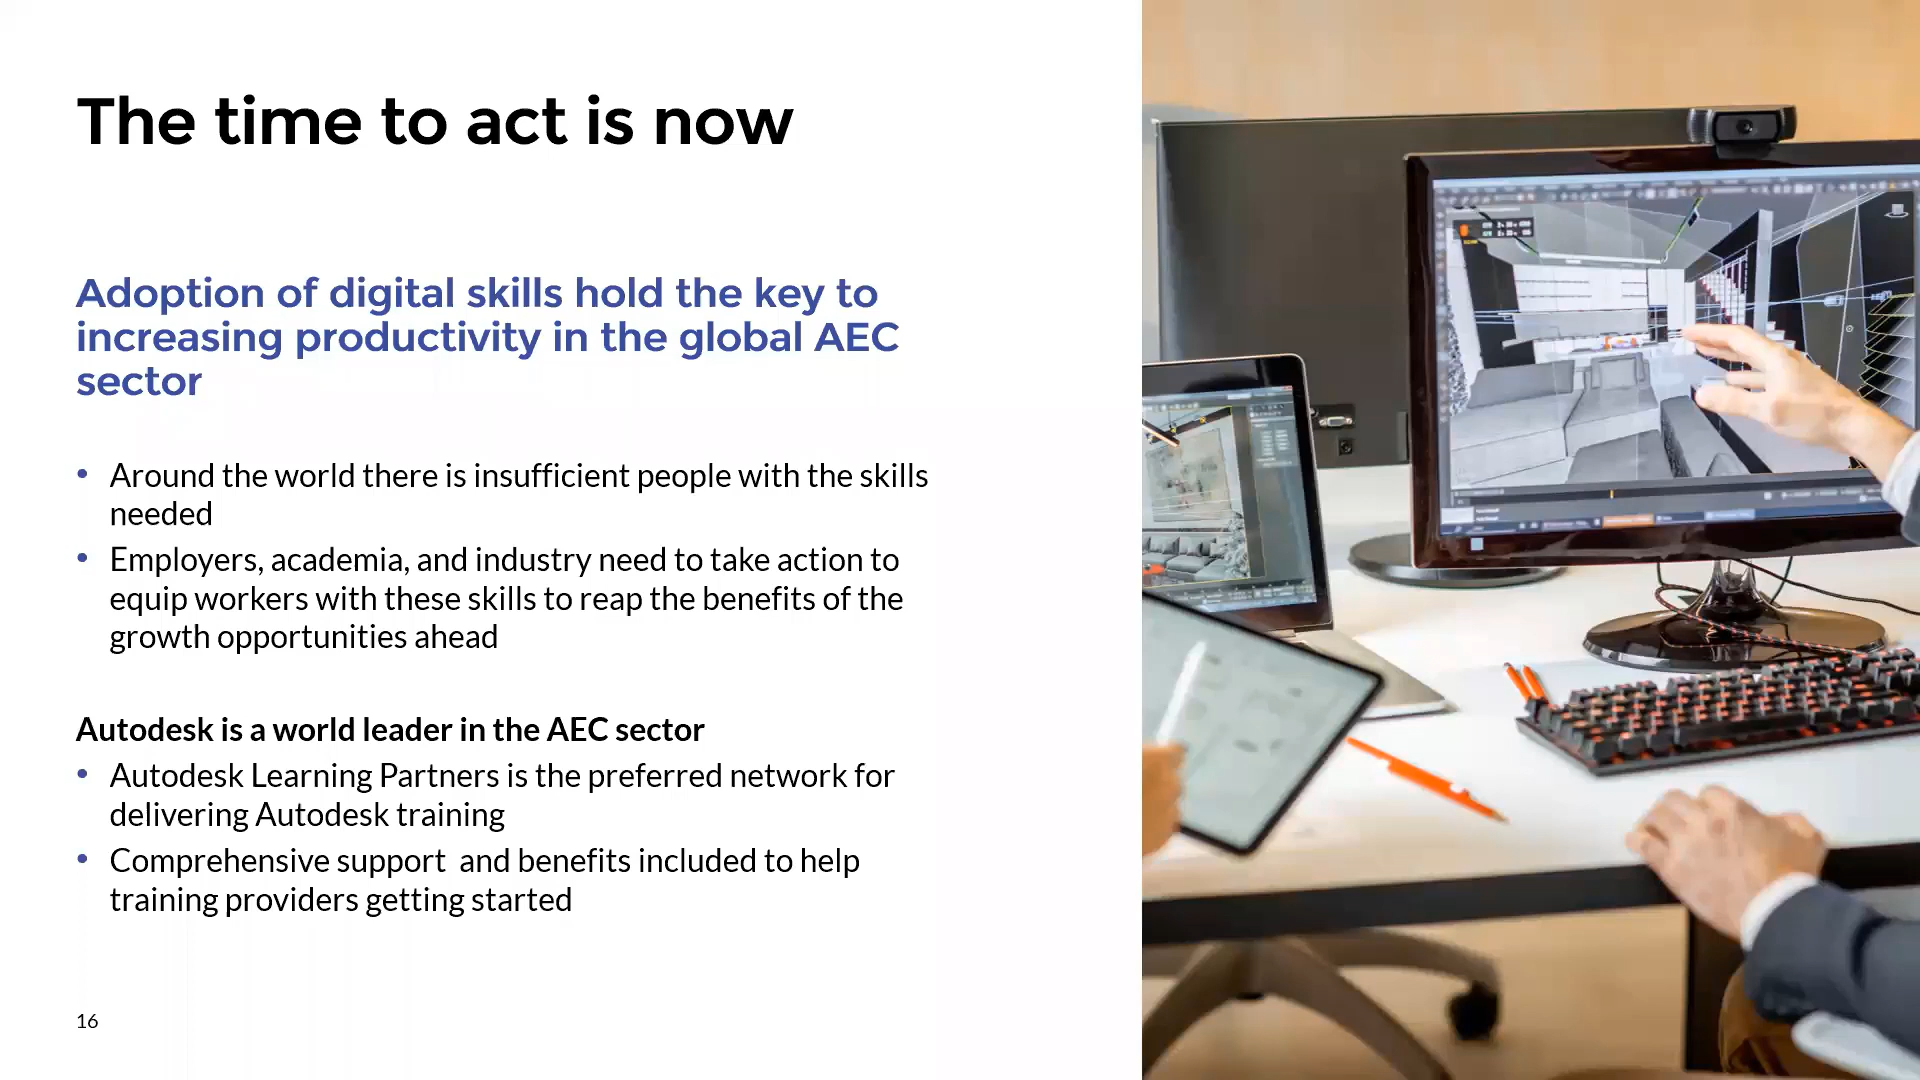 The time to act is now
Adoption of digital skills hold the key to
increasing productivity in the global AEC
sector
• Around the world there is insufficient people with the skills
needed
• Employers, academia, and industry need to take action to
equip workers with these skills to reap the benefits of the
growth opportunities ahead
Autodesk is a world leader in the AEC sector
• Autodesk Learning Partners is the preferred network for
delivering Autodesk training
• Comprehensive support  and benefits included to help
training providers getting started
16